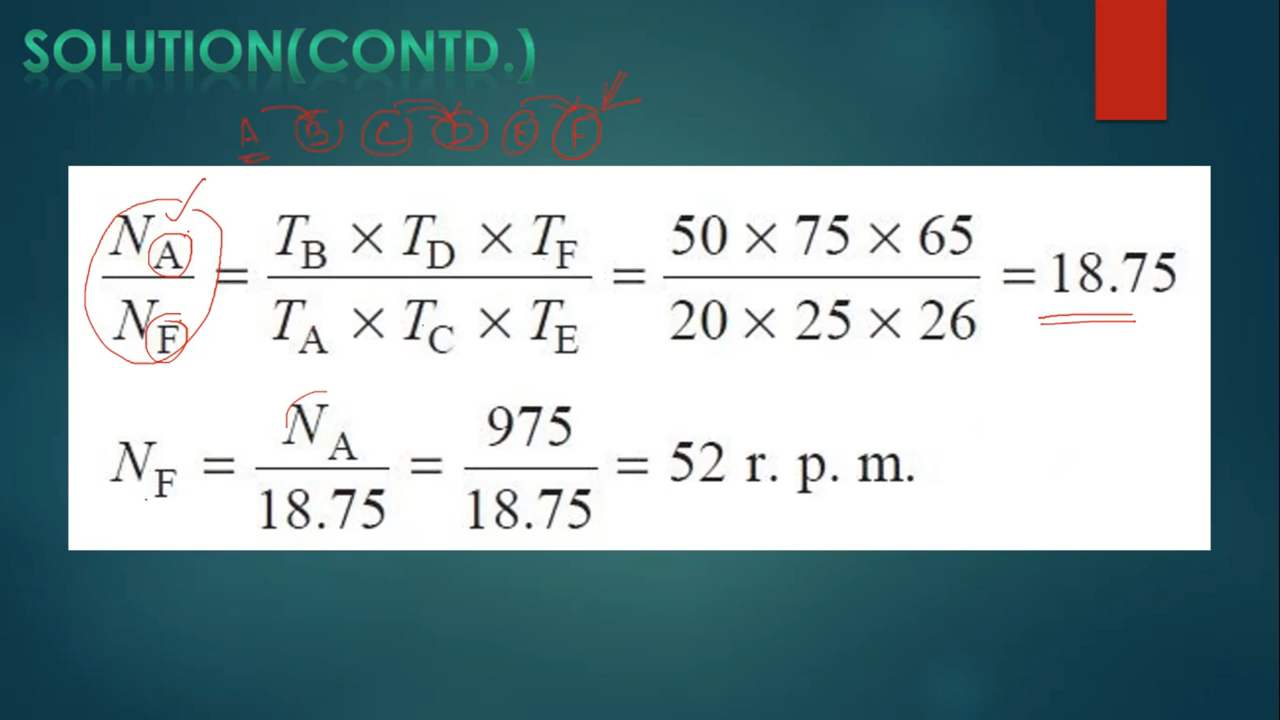 SOLUTION(CONTD.)
A B C D E F
N_A / N_F = (T_B × T_D × T_F) / (T_A × T_C × T_E) = (50 × 75 × 65) / (20 × 25 × 26) = 18.75
N_F = N_A / 18.75 = 975 / 18.75 = 52 r. p. m.